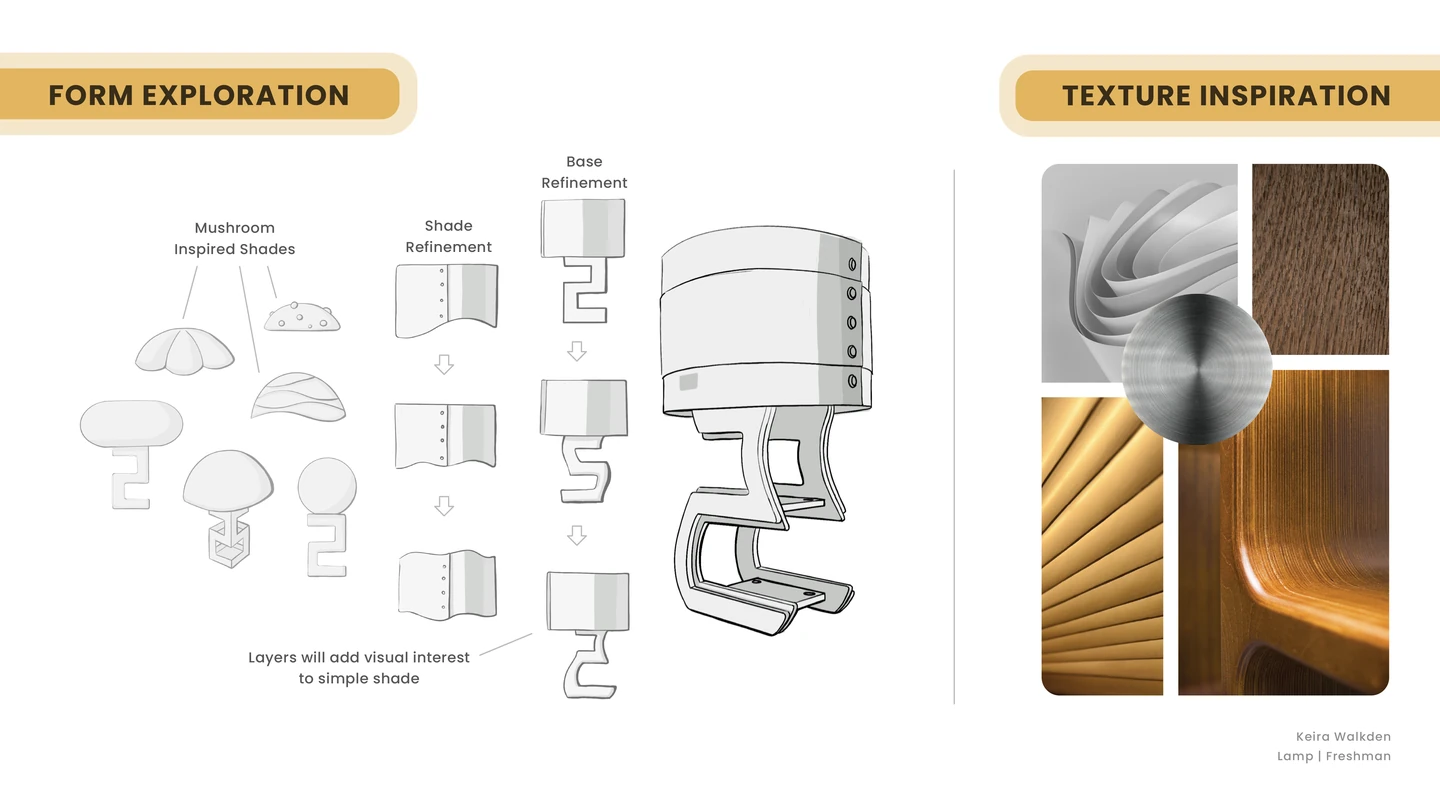 FORM EXPLORATION
TEXTURE INSPIRATION
Base
Refinement
Mushroom
Inspired Shades
Shade
Refinement
Layers will add visual interest
to simple shade
Keira Walkden
Lamp | Freshman